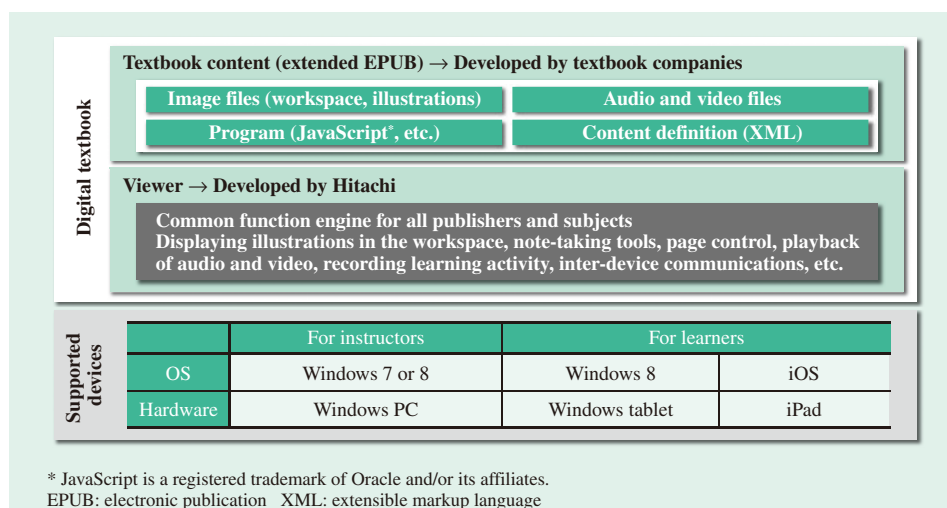 Digital textbook
Textbook content (extended EPUB) → Developed by textbook companies
Image files (workspace, illustrations)
Audio and video files
Program (JavaScript*, etc.)
Content definition (XML)
Viewer → Developed by Hitachi
Common function engine for all publishers and subjects
Displaying illustrations in the workspace, note-taking tools, page control, playback
of audio and video, recording learning activity, inter-device communications, etc.
Supported
devices
For instructors
For learners
OS
Windows 7 or 8
Windows 8
iOS
Hardware
Windows PC
Windows tablet
iPad
* JavaScript is a registered trademark of Oracle and/or its affiliates.
EPUB: electronic publication XML: extensible markup language